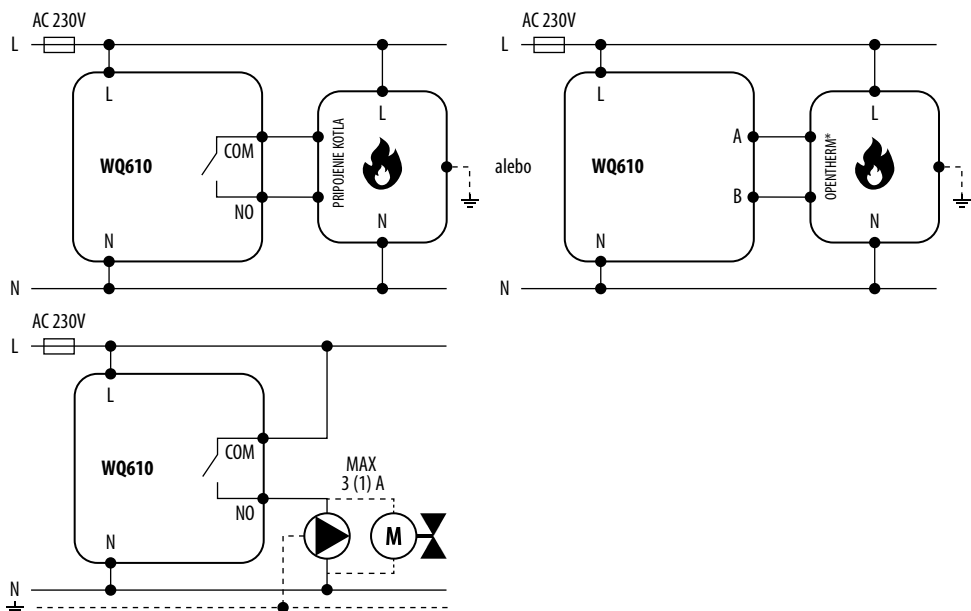 AC 230V
L
L
WQ610
COM
NO
N
N
L
PRIPOJENIE KOTLA
N
alebo
AC 230V
L
L
WQ610
A
B
N
N
L
OPENTHERM*
N
AC 230V
L
L
WQ610
COM
NO
N
N
MAX
3 (1) A
M